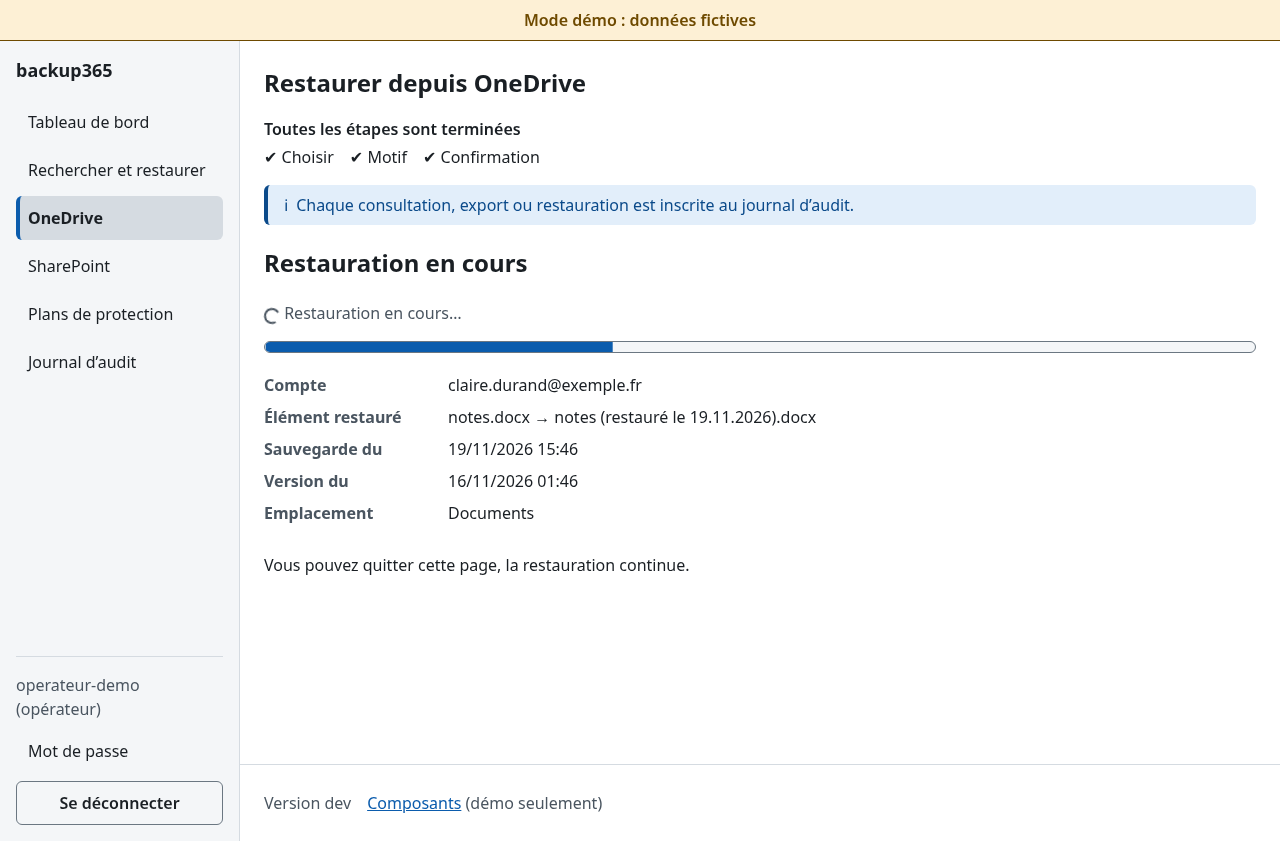 Mode démo : données fictives
backup365
Tableau de bord
Rechercher et restaurer
OneDrive
SharePoint
Plans de protection
Journal d’audit
operateur-demo
(opérateur)
Mot de passe
Se déconnecter
Restaurer depuis OneDrive
Toutes les étapes sont terminées
✔ Choisir ✔ Motif ✔ Confirmation
i Chaque consultation, export ou restauration est inscrite au journal d’audit.
Restauration en cours
Restauration en cours…
Compte claire.durand@exemple.fr
Élément restauré notes.docx → notes (restauré le 19.11.2026).docx
Sauvegarde du 19/11/2026 15:46
Version du 16/11/2026 01:46
Emplacement Documents
Vous pouvez quitter cette page, la restauration continue.
Version dev Composants (démo seulement)